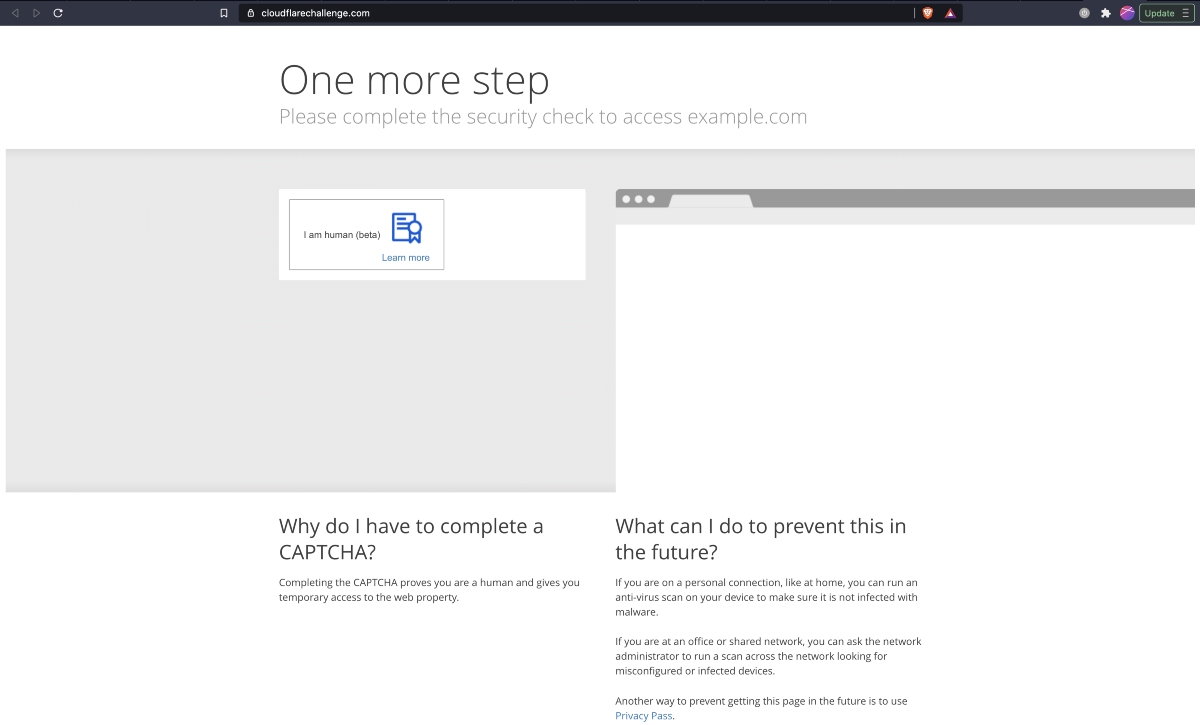 cloudflarechallenge.com
Update
One more step
Please complete the security check to access example.com
I am human (beta)
Learn more
Why do I have to complete a
CAPTCHA?
Completing the CAPTCHA proves you are a human and gives you
temporary access to the web property.
What can I do to prevent this in
the future?
If you are on a personal connection, like at home, you can run an
anti-virus scan on your device to make sure it is not infected with
malware.
If you are at an office or shared network, you can ask the network
administrator to run a scan across the network looking for
misconfigured or infected devices.
Another way to prevent getting this page in the future is to use
Privacy Pass.